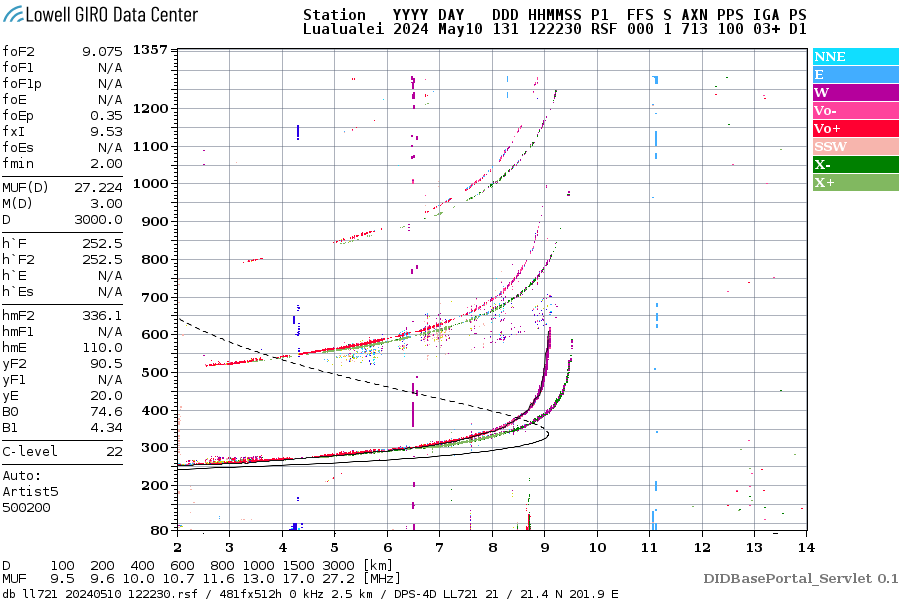 Lowell GIRO Data Center
Station YYYY DAY DDD HHMMSS P1 FFS S AXN PPS IGA PS
Lualualei 2024 May10 131 122230 RSF 000 1 713 100 03+ D1
foF2 9.075
foF1 N/A
foF1p N/A
foE N/A
foEp 0.35
fxI 9.53
foEs N/A
fmin 2.00
MUF(D) 27.224
M(D) 3.00
D 3000.0
h`F 252.5
h`F2 252.5
h`E N/A
h`Es N/A
hmF2 336.1
hmF1 N/A
hmE 110.0
yF2 90.5
yF1 N/A
yE 20.0
B0 74.6
B1 4.34
C-level 22
Auto:
Artist5
500200
1357
1200
1100
1000
900
800
700
600
500
400
300
200
80
2 3 4 5 6 7 8 9 10 11 12 13 14
NNE
E
W
Vo-
Vo+
SSW
X-
X+
D 100 200 400 600 800 1000 1500 3000 [km]
MUF 9.5 9.6 10.0 10.7 11.6 13.0 17.0 27.2 [MHz]
DIDBasePortal_Servlet 0.1
db ll721 20240510 122230.rsf / 481fx512h 0 kHz 2.5 km / DPS-4D LL721 21 / 21.4 N 201.9 E